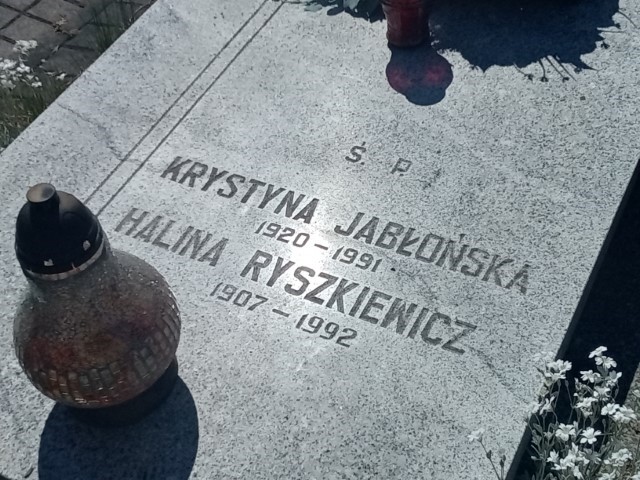 Ś. P.
KRYSTYNA JABŁOŃSKA
1920-1991
HALINA RYSZKIEWICZ
1907-1992